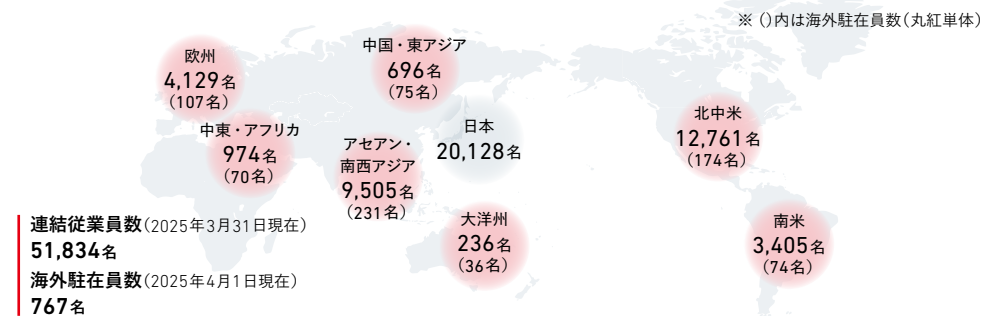 ※ ()内は海外駐在員数(丸紅単体)
欧州
4,129名
(107名)
中国・東アジア
696名
(75名)
中東・アフリカ
974名
(70名)
アセアン・
南西アジア
9,505名
(231名)
日本
20,128名
北中米
12,761名
(174名)
大洋州
236名
(36名)
南米
3,405名
(74名)
連結従業員数(2025年3月31日現在)
51,834名
海外駐在員数(2025年4月1日現在)
767名